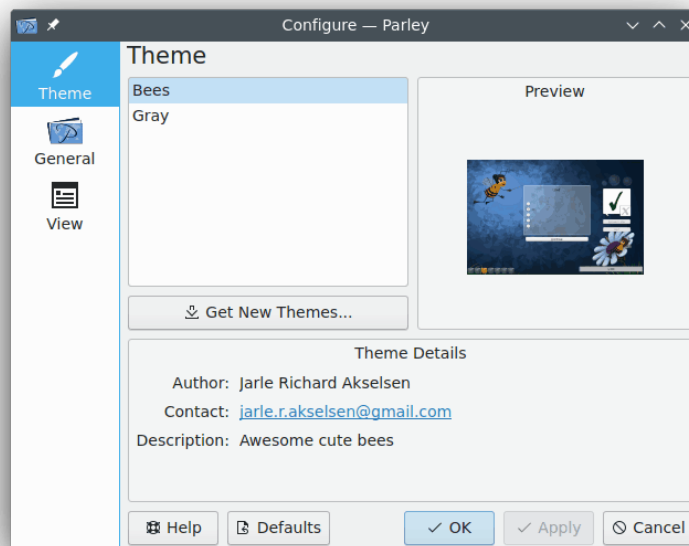 Configure — Parley
Theme
General
View
Theme
Bees
Gray
Get New Themes...
Preview
Theme Details
Author: Jarle Richard Akselsen
Contact: jarle.r.akselsen@gmail.com
Description: Awesome cute bees
Help
Defaults
OK
Apply
Cancel